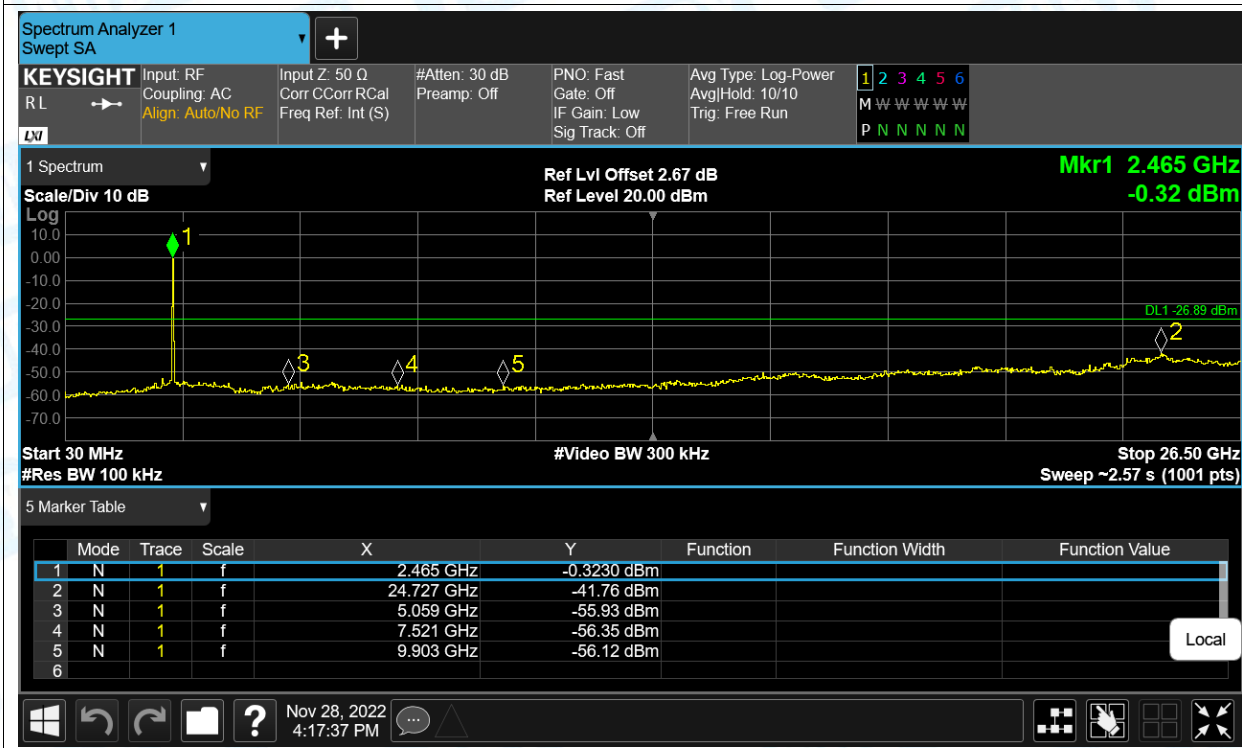 Spectrum Analyzer 1
Swept SA
KEYSIGHT
RL
LXI
Input: RF
Coupling: AC
Align: Auto/No RF
Input Z: 50 Ω
Corr CCorr RCal
Freq Ref: Int (S)
#Atten: 30 dB
Preamp: Off
PNO: Fast
Gate: Off
IF Gain: Low
Sig Track: Off
Avg Type: Log-Power
Avg|Hold: 10/10
Trig: Free Run
1 2 3 4 5 6
M W W W W W
P N N N N N
1 Spectrum
Scale/Div 10 dB
Ref Lvl Offset 2.67 dB
Ref Level 20.00 dBm
Mkr1 2.465 GHz
-0.32 dBm
Log
10.0
0.00
-10.0
-20.0
-30.0
-40.0
-50.0
-60.0
-70.0
1
DL1 -26.89 dBm
2
3
4
5
Start 30 MHz
#Res BW 100 kHz
#Video BW 300 kHz
Stop 26.50 GHz
Sweep ~2.57 s (1001 pts)
5 Marker Table
Mode Trace Scale X Y Function Function Width Function Value
1 N 1 f 2.465 GHz -0.3230 dBm
2 N 1 f 24.727 GHz -41.76 dBm
3 N 1 f 5.059 GHz -55.93 dBm
4 N 1 f 7.521 GHz -56.35 dBm
5 N 1 f 9.903 GHz -56.12 dBm
6
Local
?
Nov 28, 2022
4:17:37 PM